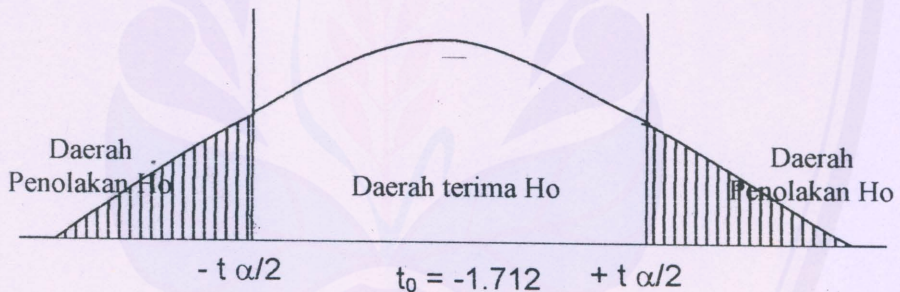 Daerah
Penolakan Ho
Daerah terima Ho
Daerah
Penolakan Ho
- t α/2
t₀ = -1.712
+ t α/2